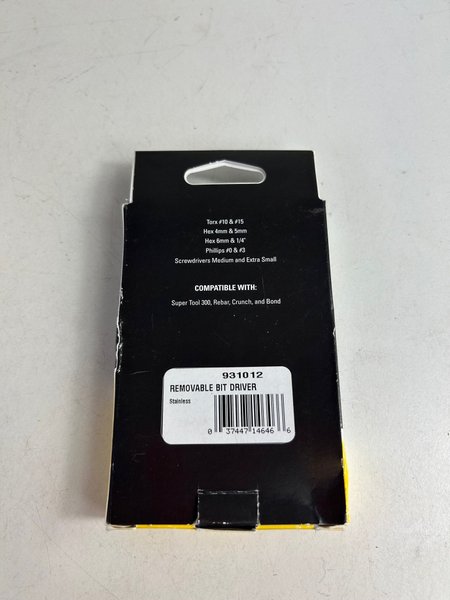 Torx #10 & #15
Hex 4mm & 5mm
Hex 6mm & 1/4"
Phillips #0 & #3
Screwdrivers Medium and Extra Small
COMPATIBLE WITH:
Super Tool 300, Rebar, Crunch, and Bond
931012
REMOVABLE BIT DRIVER
Stainless
0 37447 14646 6